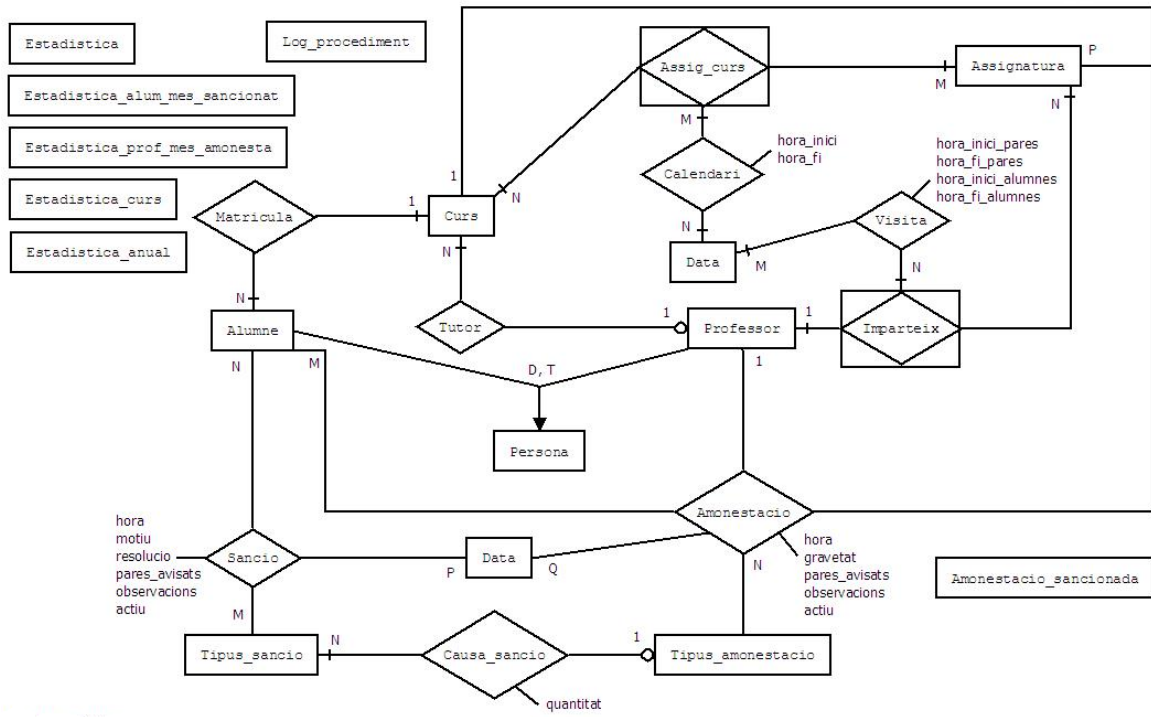 Estadistica
Log_procediment
Estadistica_alum_mes_sancionat
Estadistica_prof_mes_amonesta
Estadistica_curs
Estadistica_anual
Assig_curs
M
Assignatura
P
N
M
hora_inici
hora_fi
Calendari
N
Data
M
hora_inici_pares
hora_fi_pares
hora_inici_alumnes
hora_fi_alumnes
Visita
N
1
N
Matricula
1
Curs
N
N
Alumne
N
M
Tutor
1
Professor
1
1
Imparteix
D,T
Persona
hora
motiu
resolucio
pares_avisats
observacions
actiu
Sancio
P
Data
Q
Amonestacio
N
hora
gravetat
pares_avisats
observacions
actiu
Amonestacio_sancionada
M
Tipus_sancio
N
Causa_sancio
1
Tipus_amonestacio
quantitat